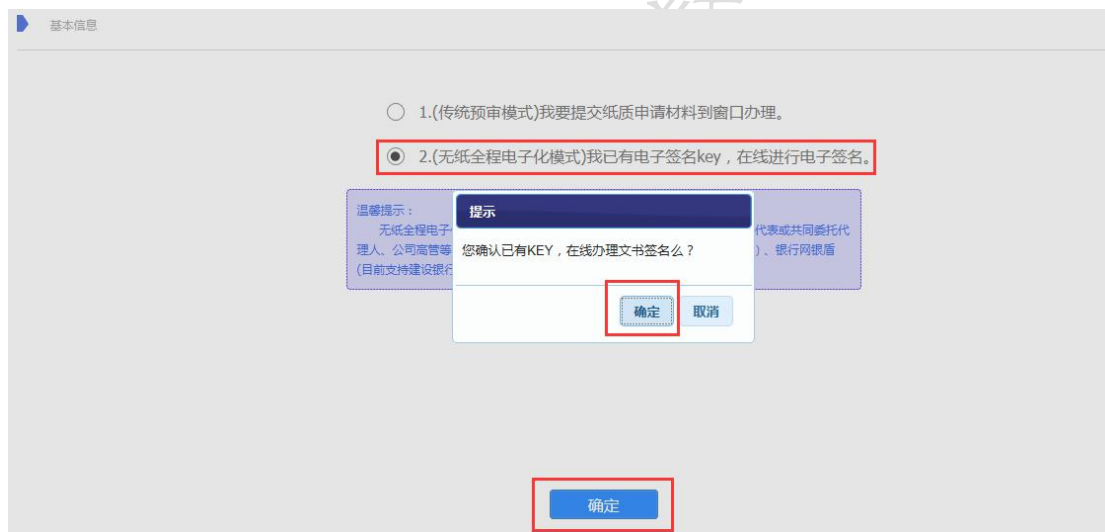 基本信息
1.(传统预审模式)我要提交纸质申请材料到窗口办理。
2.(无纸全程电子化模式)我已有电子签名key，在线进行电子签名。
温馨提示：
无纸全程电子
代表或共同委托代
理人、公司高管等
）、银行网银盾
(目前支持建设银行
提示
您确认已有KEY，在线办理文书签名么？
确定
取消
确定